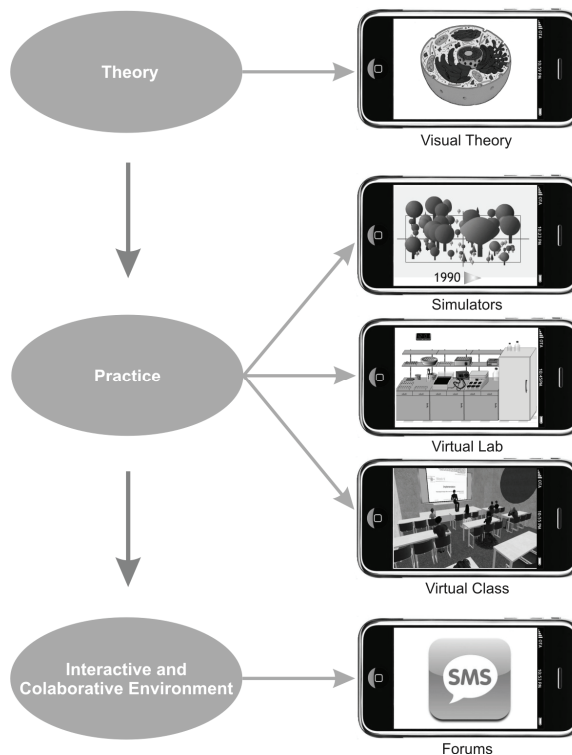 Theory
Visual Theory
1990
Simulators
Practice
Virtual Lab
Virtual Class
Interactive and
Colaborative Environment
SMS
Forums